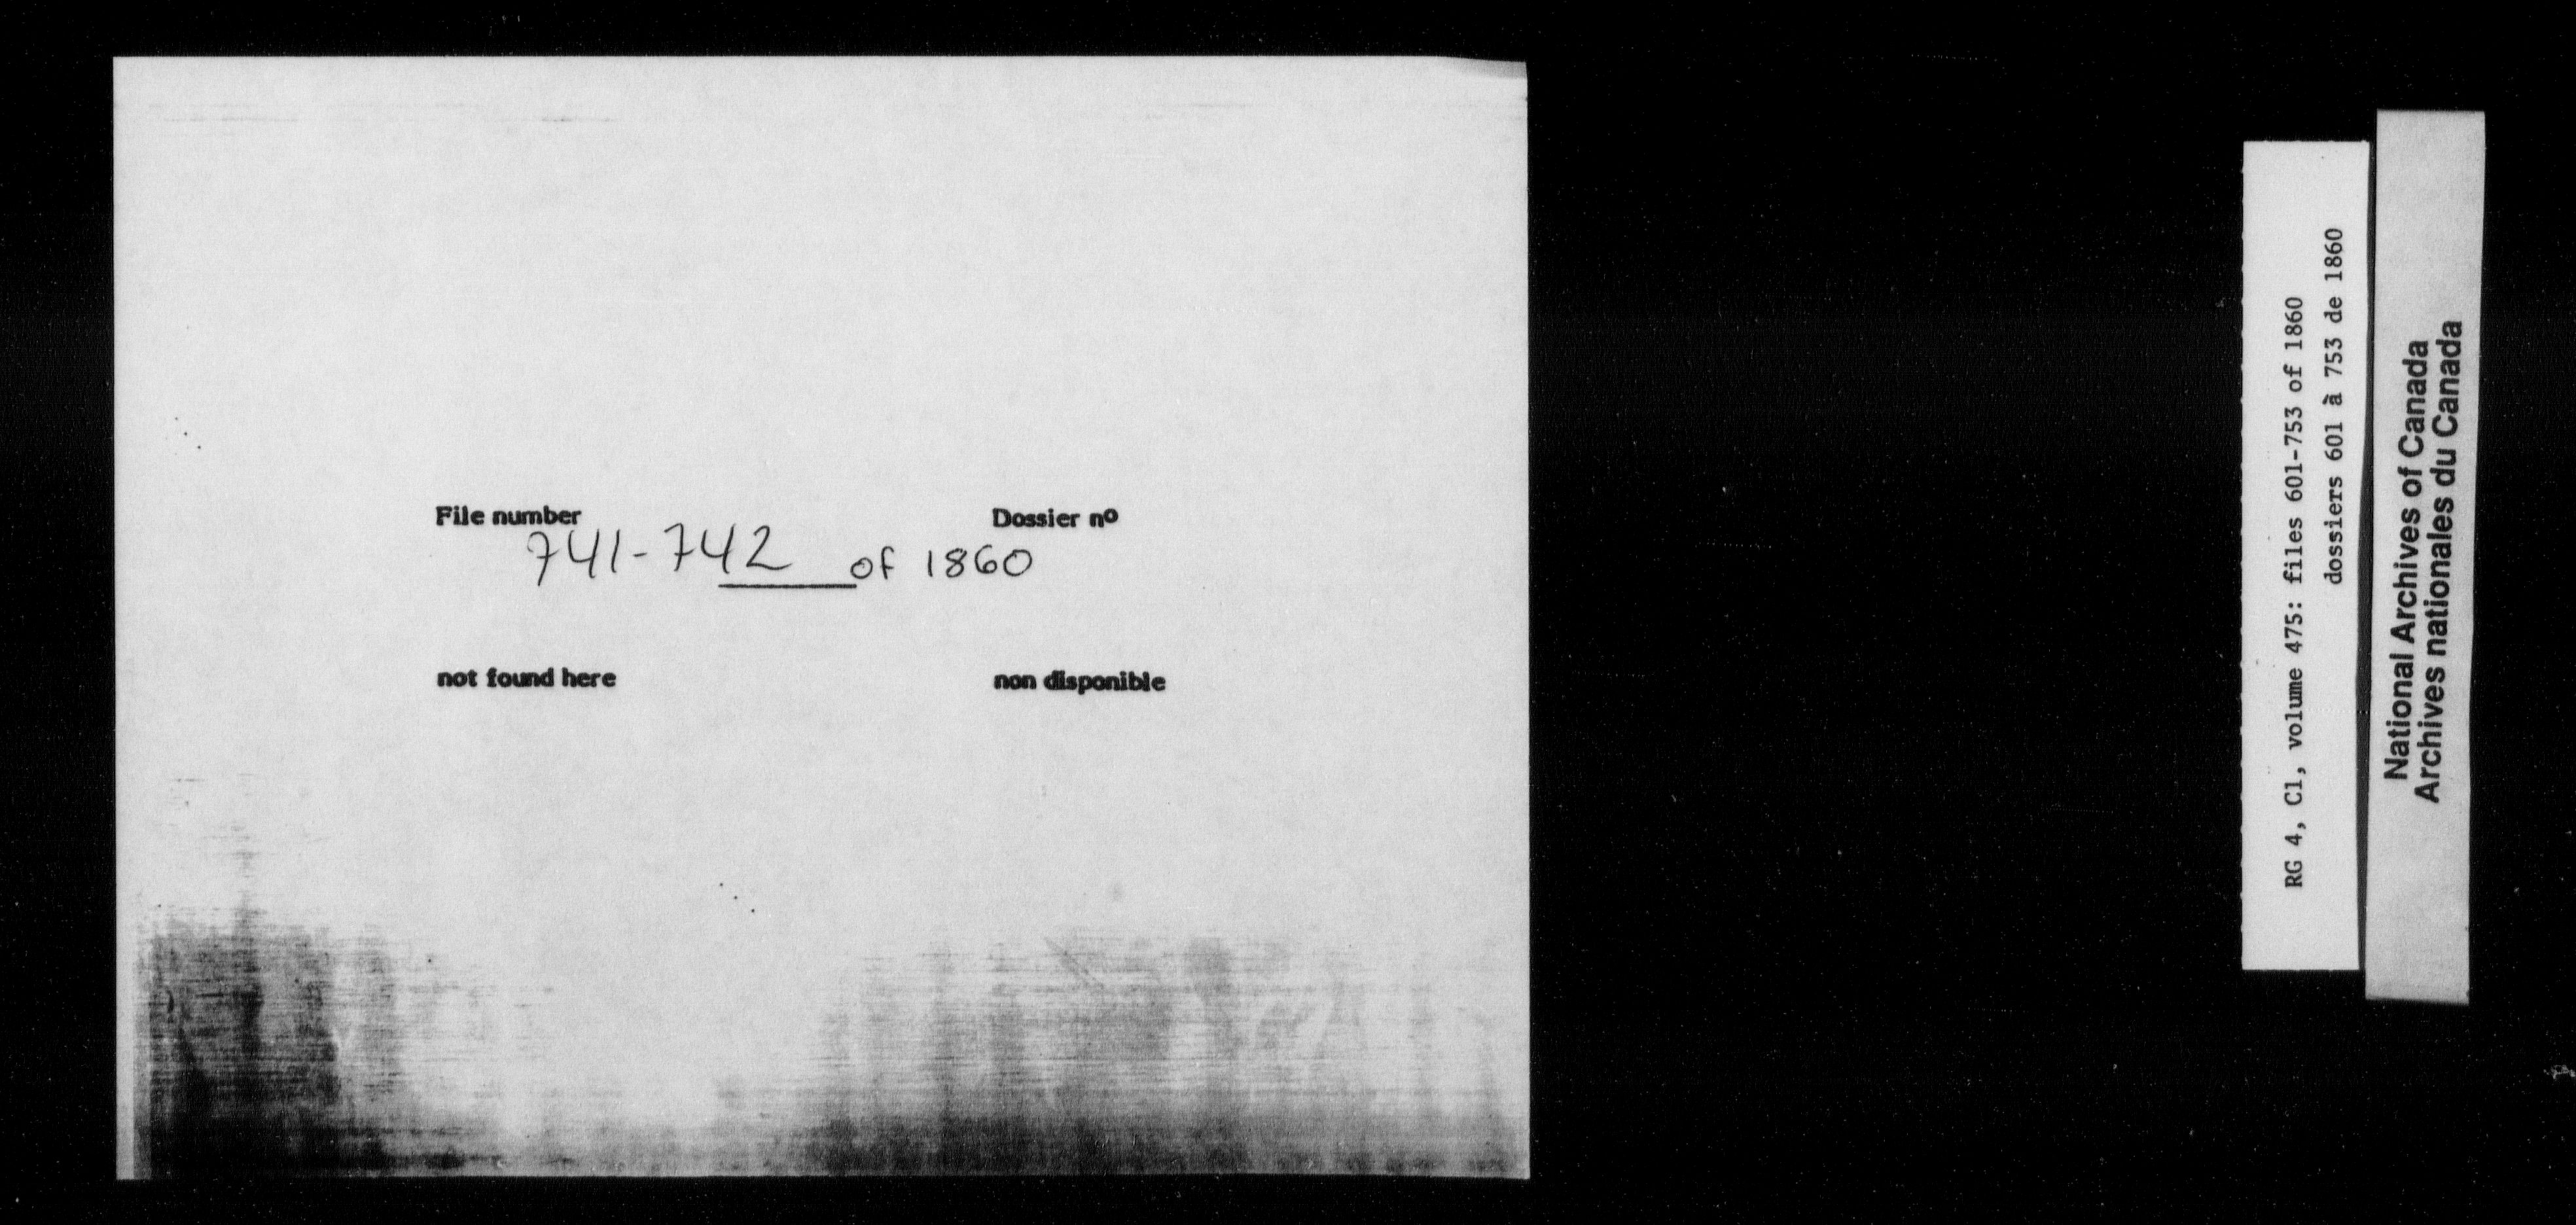 File number
Dossier nº
741-742 of 1860
not found here
non disponible
RG 4, C1, volume 475: files 601-753 of 1860
dossiers 601 à 753 de 1860
National Archives of Canada
Archives nationales du Canada